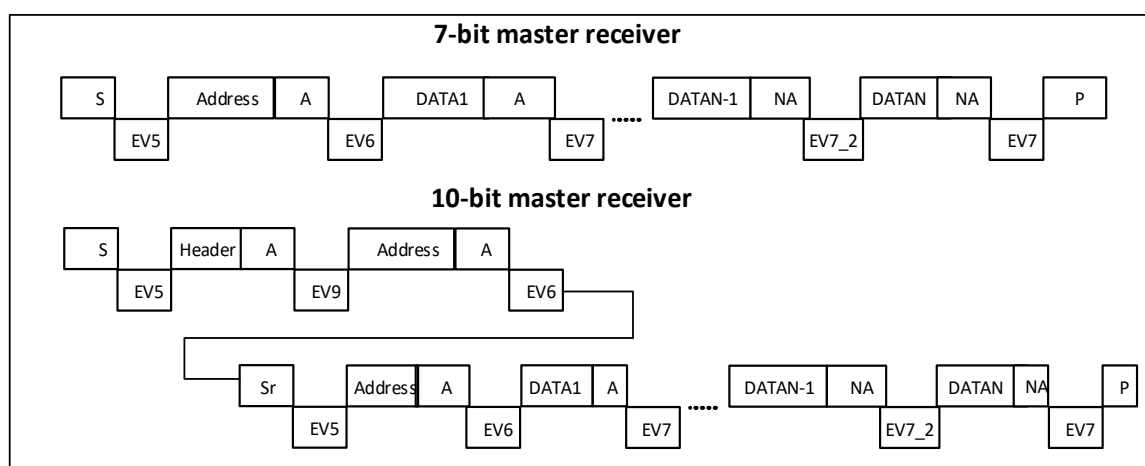 7-bit master receiver
S Address A DATA1 A DATAN-1 NA DATAN NA P
EV5 EV6 EV7 ..... EV7_2 EV7
10-bit master receiver
S Header A Address A
EV5 EV9 EV6
Sr Address A DATA1 A DATAN-1 NA DATAN NA P
EV5 EV6 EV7 ..... EV7_2 EV7